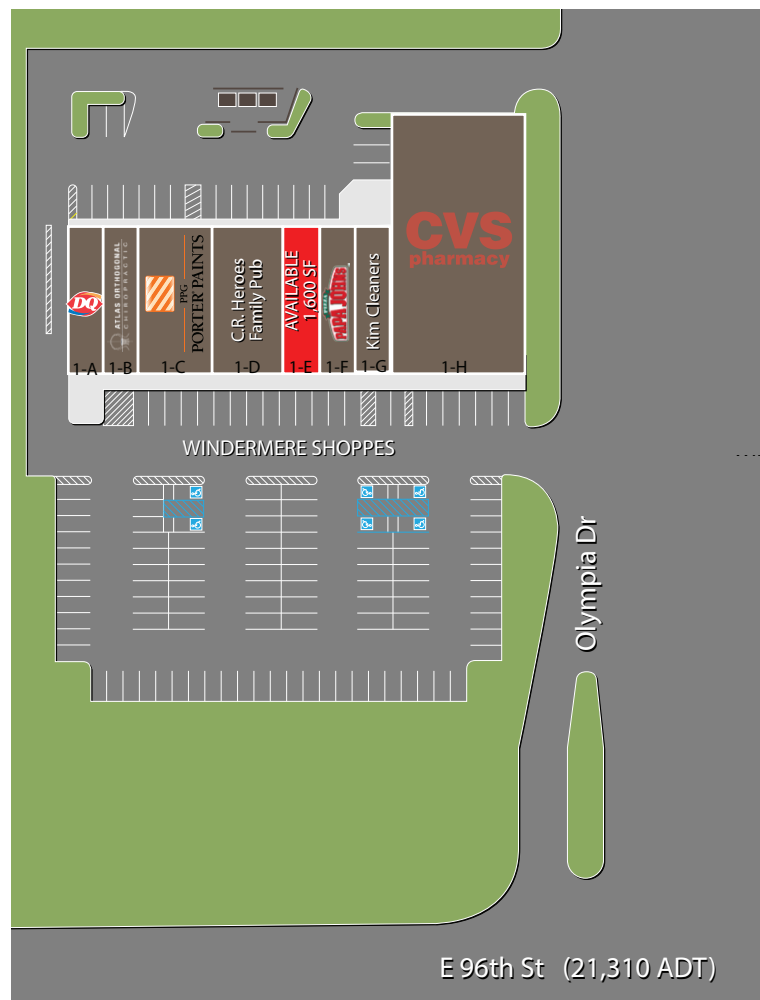 CVS
pharmacy
DQ
ATLAS ORTHOGONAL
CHIROPRACTIC
PPG
PORTER PAINTS
C.R. Heroes
Family Pub
AVAILABLE
1,600 SF
PAPA JOHN'S
Kim Cleaners
1-A
1-B
1-C
1-D
1-E
1-F
1-G
1-H
WINDERMERE SHOPPES
Olympia Dr
E 96th St (21,310 ADT)